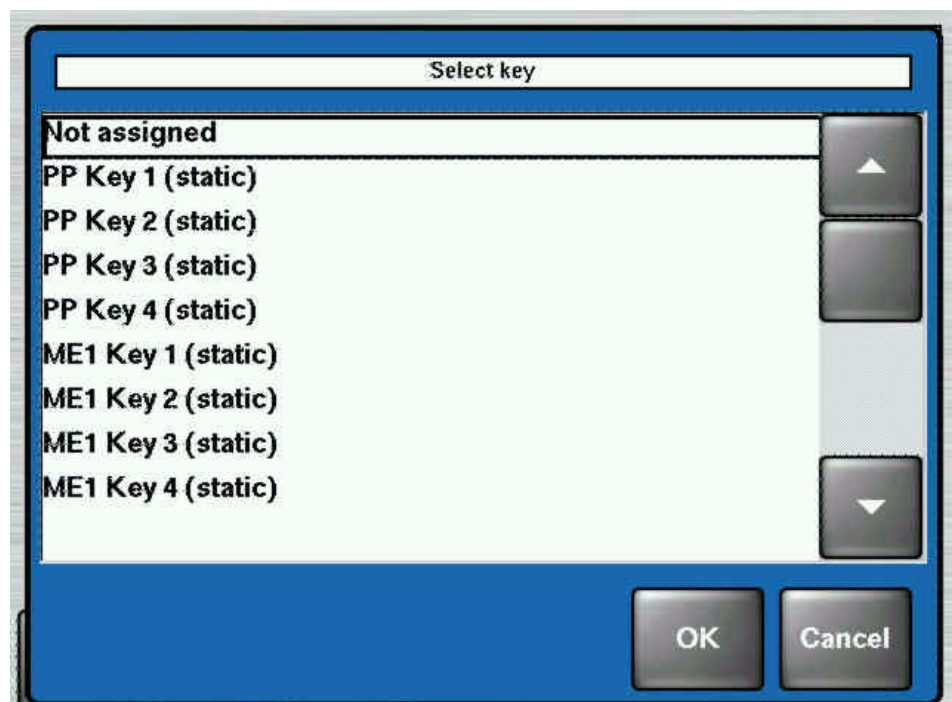 Select key
Not assigned
PP Key 1 (static)
PP Key 2 (static)
PP Key 3 (static)
PP Key 4 (static)
ME1 Key 1 (static)
ME1 Key 2 (static)
ME1 Key 3 (static)
ME1 Key 4 (static)
OK
Cancel